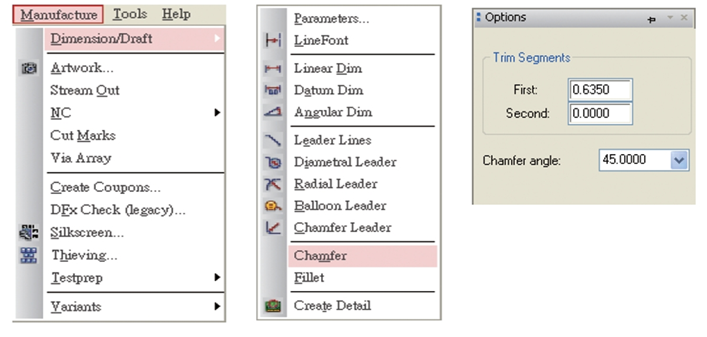 Manufacture Tools Help
Dimension/Draft
Artwork...
Stream Out
NC
Cut Marks
Via Array
Create Coupons...
DFx Check (legacy)...
Silkscreen...
Thieving...
Testprep
Variants
Parameters...
LineFont
Linear Dim
Datum Dim
Angular Dim
Leader Lines
Diametral Leader
Radial Leader
Balloon Leader
Chamfer Leader
Chamfer
Fillet
Create Detail
Options
Trim Segments
First: 0.6350
Second: 0.0000
Chamfer angle: 45.0000